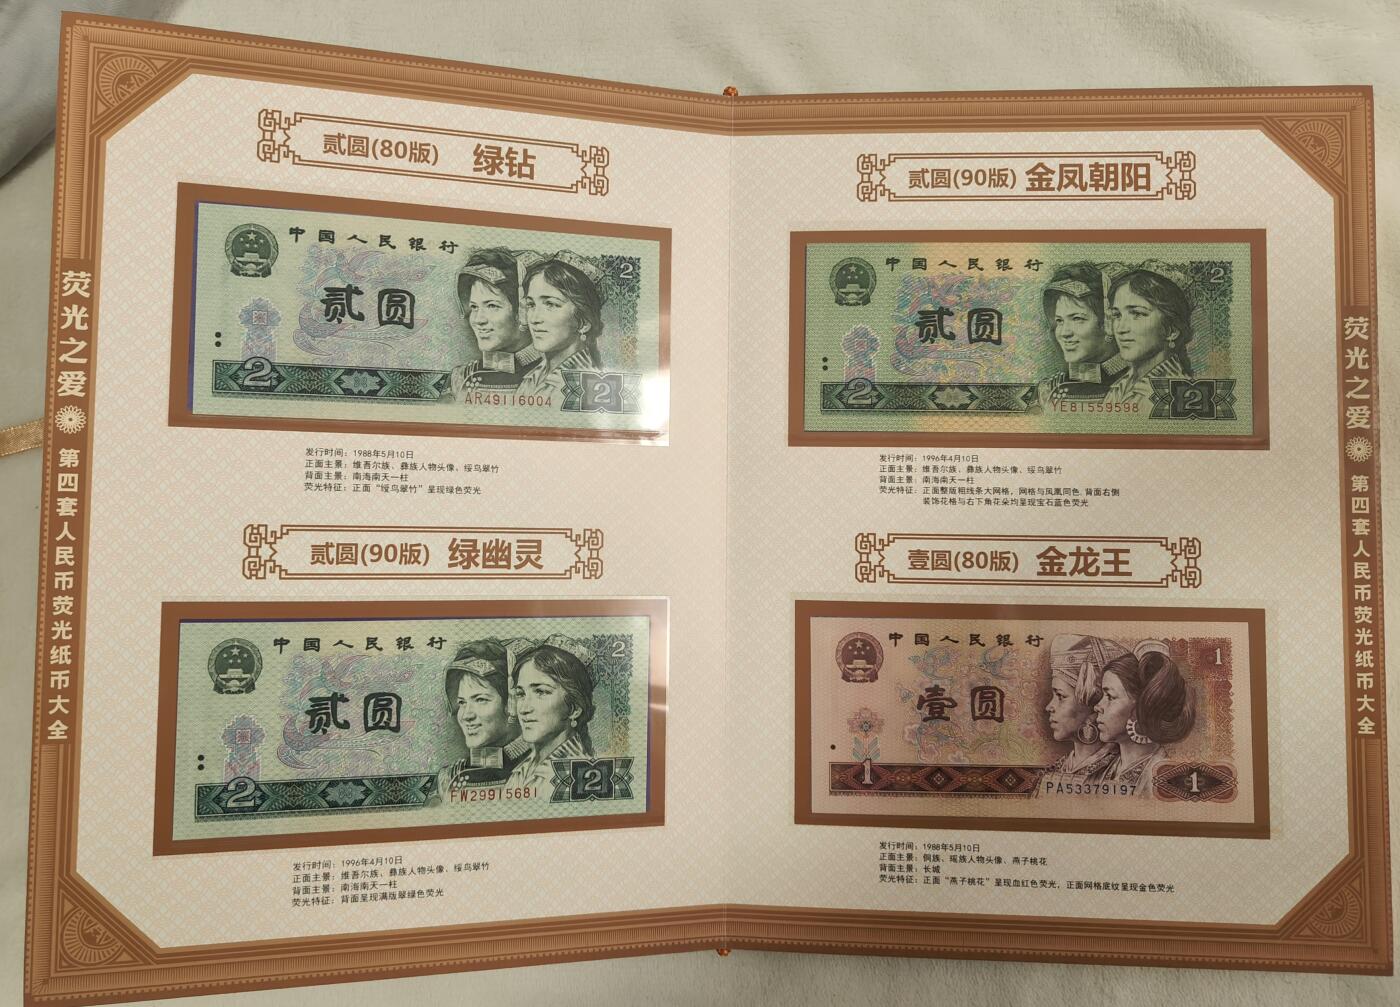 荧光之爱 第四套人民币荧光纸币大全
贰圆(80版) 绿钻
中国人民银行
2
贰圆
2
AR49116004
2
发行时间：1988年5月10日
正面主景：维吾尔族、彝族人物头像、绶鸟翠竹
背面主景：南海南天一柱
荧光特征：正面“绶鸟翠竹”呈现绿色荧光
贰圆(90版) 绿幽灵
中国人民银行
2
贰圆
2
FW29915681
2
发行时间：1996年4月10日
正面主景：维吾尔族、彝族人物头像、绶鸟翠竹
背面主景：南海南天一柱
荧光特征：背面呈现满版翠绿色荧光
贰圆(90版) 金凤朝阳
中国人民银行
2
贰圆
2
YE81559598
2
发行时间：1996年4月10日
正面主景：维吾尔族、彝族人物头像、绶鸟翠竹
背面主景：南海南天一柱
荧光特征：正面整版粗线条大网格，网格与凤凰同色.背面右侧
装饰花格与右下角花朵均呈现宝石蓝色荧光
壹圆(80版) 金龙王
中国人民银行
1
壹圆
1
PA53379197
1
发行时间：1988年5月10日
正面主景：侗族、瑶族人物头像、燕子桃花
背面主景：长城
荧光特征：正面“燕子桃花”呈现血红色荧光，正面网格底纹呈现金色荧光
荧光之爱 第四套人民币荧光纸币大全